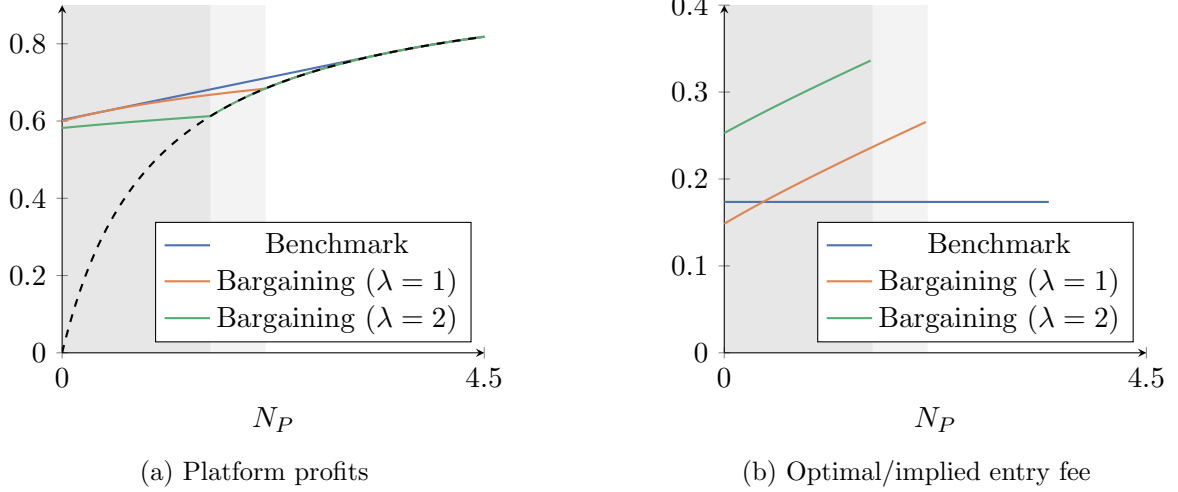 0.8
0.6
0.4
0.2
0
0
4.5
N_P
Benchmark
Bargaining (λ = 1)
Bargaining (λ = 2)
(a) Platform profits
0.4
0.3
0.2
0.1
0
0
4.5
N_P
Benchmark
Bargaining (λ = 1)
Bargaining (λ = 2)
(b) Optimal/implied entry fee